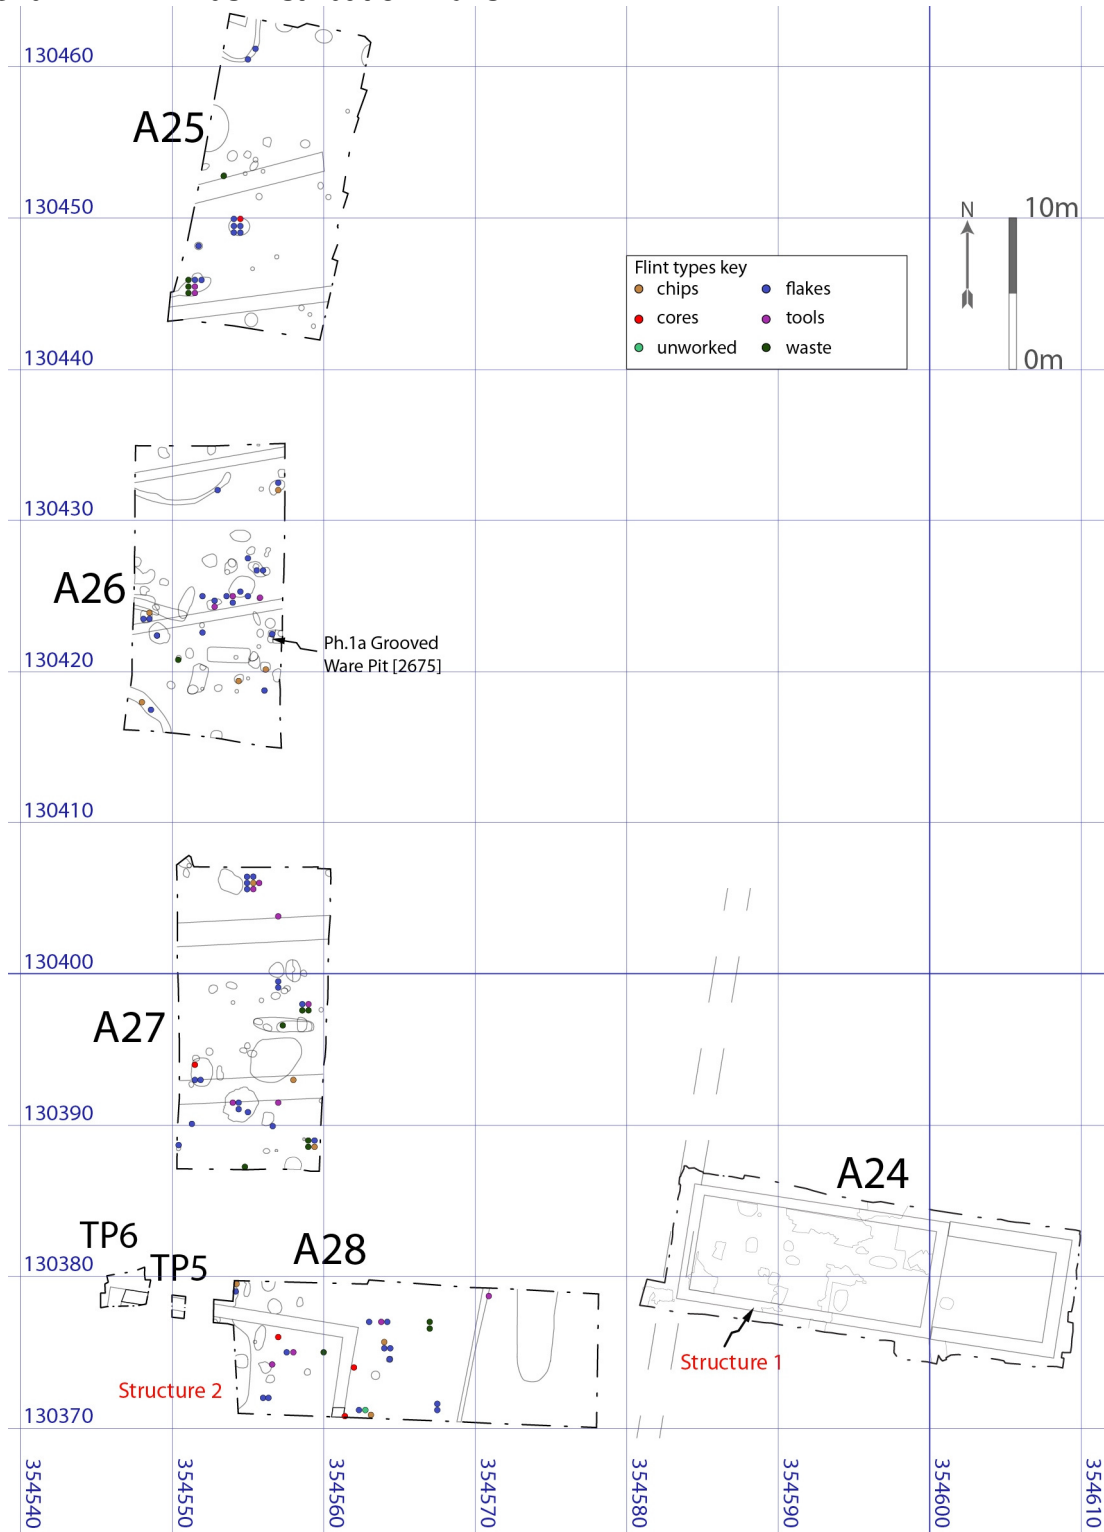 130460
A25
130450
N
10m
Flint types key
chips
flakes
cores
tools
unworked
waste
0m
130440
130430
A26
Ph.1a Grooved
Ware Pit [2675]
130420
130410
130400
A27
130390
A24
TP6
TP5
A28
130380
Structure 1
Structure 2
130370
354540
354550
354560
354570
354580
354590
354600
354610